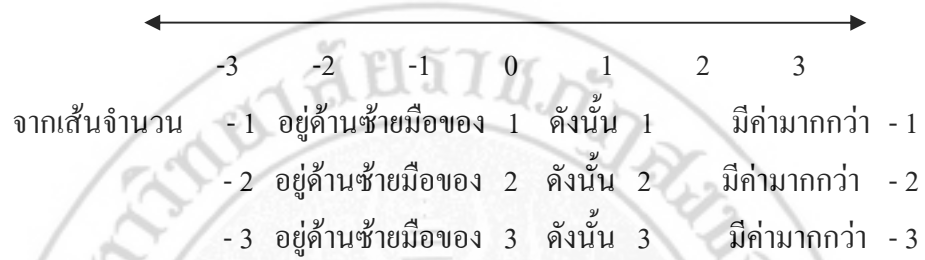 -3 -2 -1 0 1 2 3
จากเส้นจำนวน - 1 อยู่ด้านซ้ายมือของ 1 ดังนั้น 1 มีค่ามากกว่า - 1
- 2 อยู่ด้านซ้ายมือของ 2 ดังนั้น 2 มีค่ามากกว่า - 2
- 3 อยู่ด้านซ้ายมือของ 3 ดังนั้น 3 มีค่ามากกว่า - 3